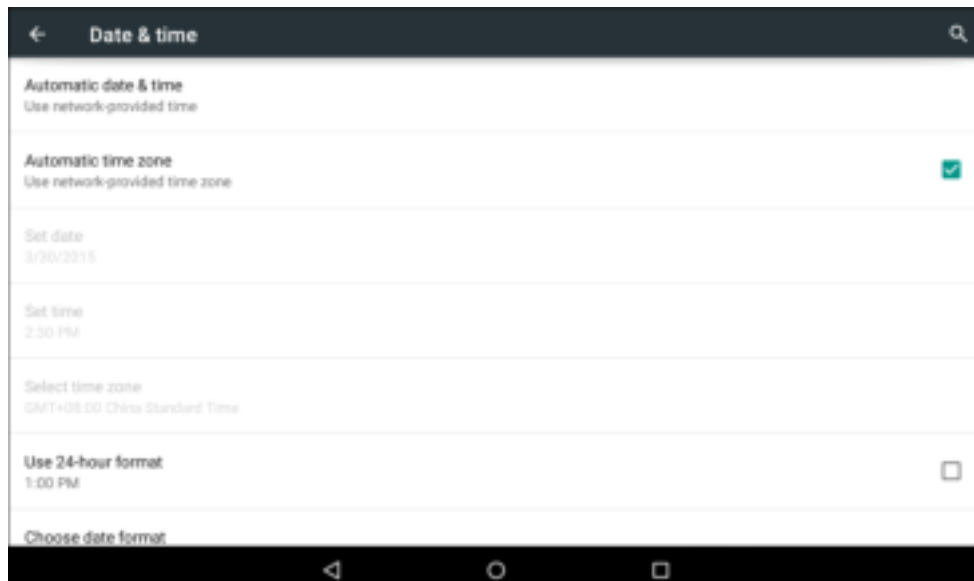 Date & time
Automatic date & time
Use network-provided time
Automatic time zone
Use network-provided time zone
Set date
3/30/2015
Set time
2:30 PM
Select time zone
GMT+08:00 China Standard Time
Use 24-hour format
1:00 PM
Choose date format